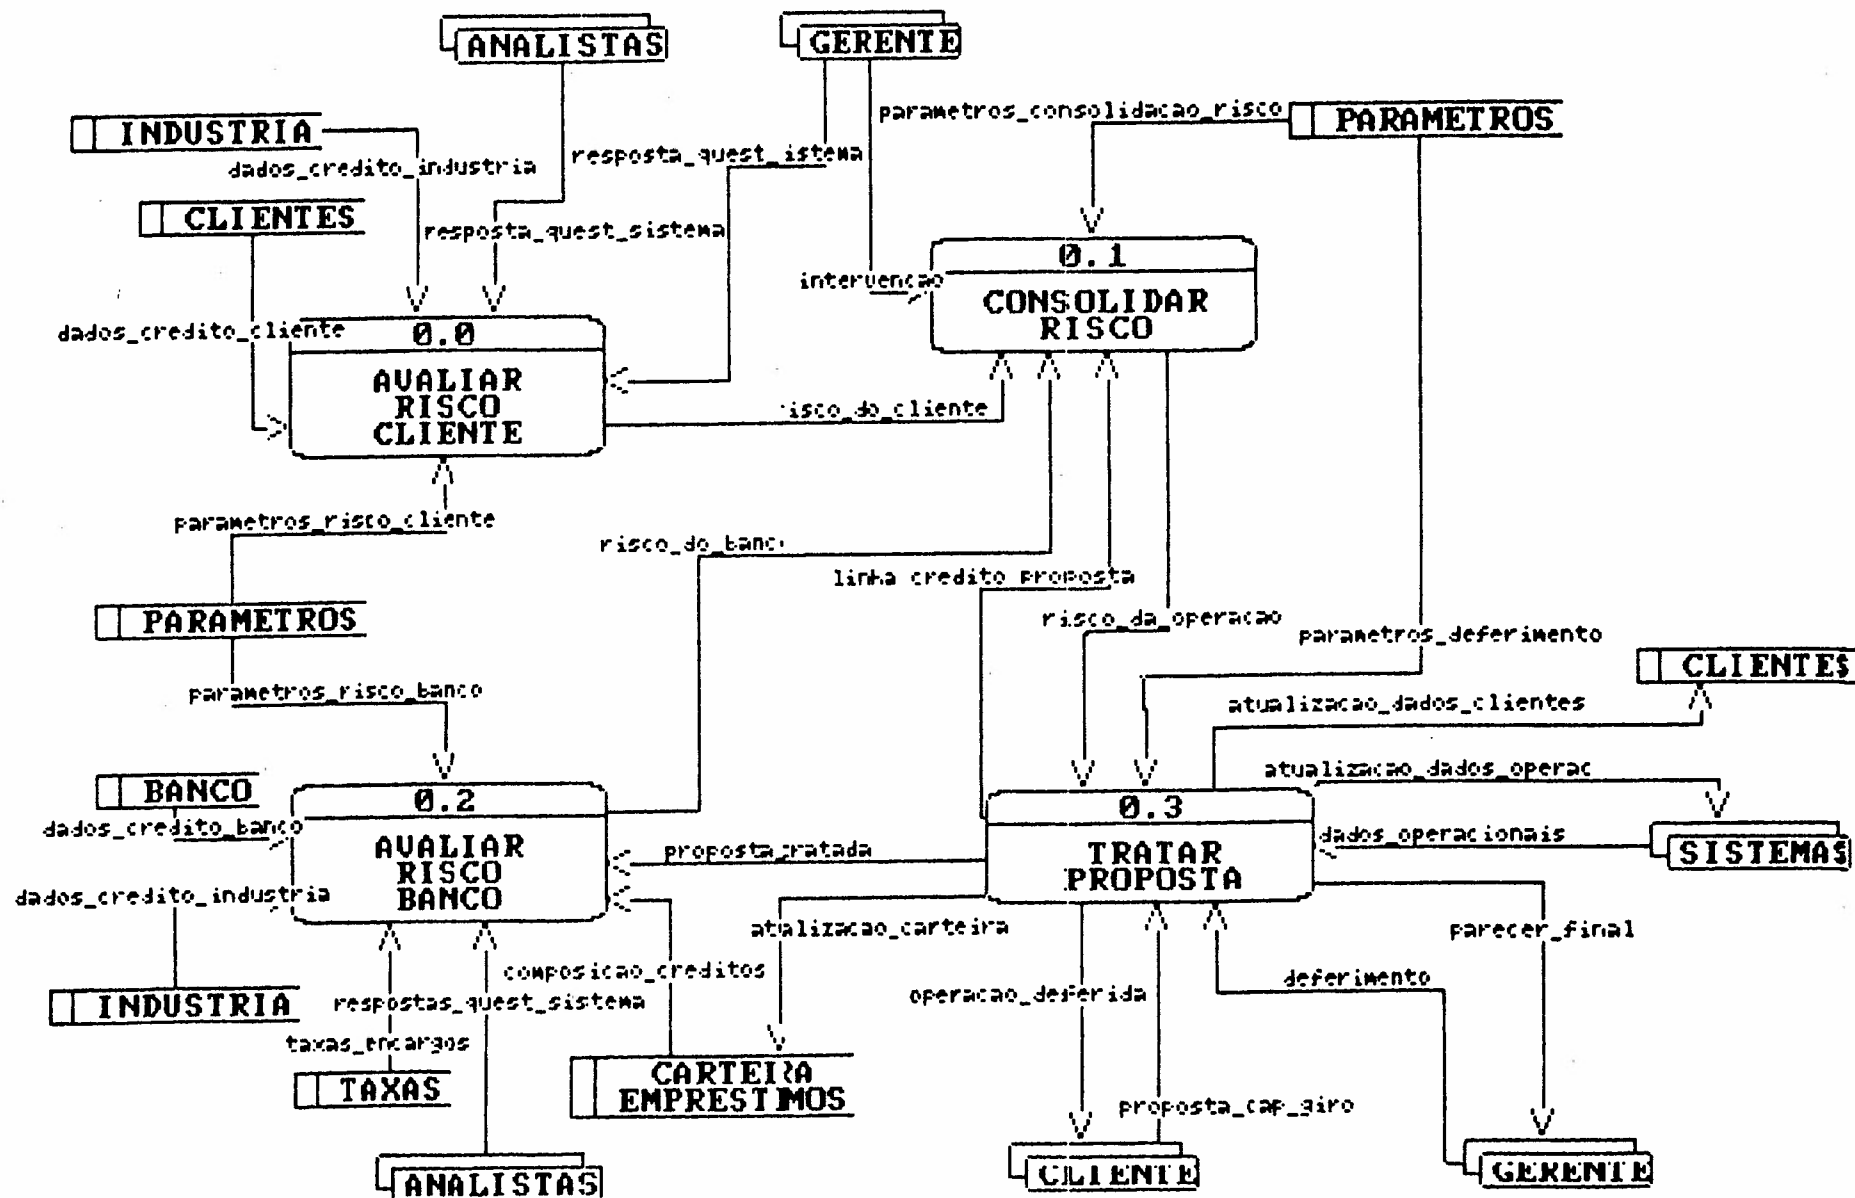 ANALISTAS
GERENTE
parametros_consolidacao_risco
PARAMETROS
INDUSTRIA
dados_credito_industria
resposta_quest_istema
CLIENTES
resposta_quest_sistema
0.1
CONSOLIDAR
RISCO
intervencao
dados_credito_cliente
0.0
AVALIAR
RISCO
CLIENTE
risco_do_cliente
parametros_risco_cliente
risco_do_banc
linha credito proposta
PARAMETROS
risco_da_operacao
parametros_deferimento
CLIENTES
parametros_risco_banco
atualizacao_dados_clientes
BANCO
atualizacao_dados_operac
dados_credito_banco
0.2
AVALIAR
RISCO
BANCO
proposta_ratada
0.3
TRATAR
PROPOSTA
dados_operacionais
SISTEMAS
dados_credito_industria
atualizacao_carteira
parecer_final
composicao_creditos
deferimento
INDUSTRIA
respostas_quest_sistema
operacao_deferida
taxas_encargos
TAXAS
CARTEIRA
EMPRESTIMOS
proposta_cap_giro
ANALISTAS
CLIENTE
GERENTE